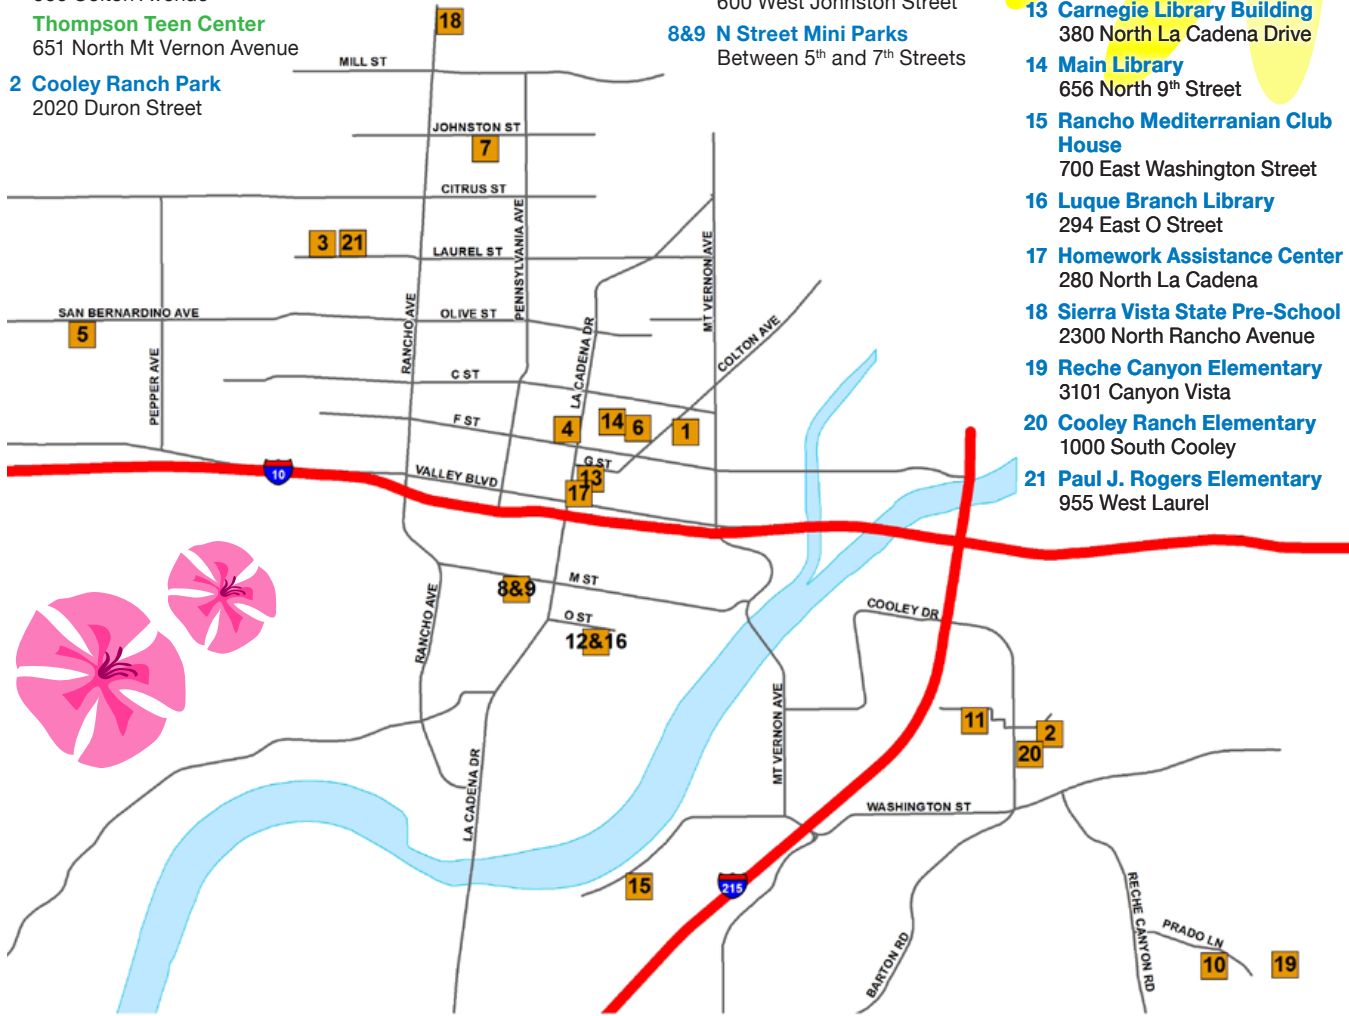 Thompson Teen Center
651 North Mt Vernon Avenue
2 Cooley Ranch Park
2020 Duron Street
600 West Johnston Street
8&9 N Street Mini Parks
Between 5th and 7th Streets
13 Carnegie Library Building
380 North La Cadena Drive
14 Main Library
656 North 9th Street
15 Rancho Mediterranian Club
House
700 East Washington Street
16 Luque Branch Library
294 East O Street
17 Homework Assistance Center
280 North La Cadena
18 Sierra Vista State Pre-School
2300 North Rancho Avenue
19 Reche Canyon Elementary
3101 Canyon Vista
20 Cooley Ranch Elementary
1000 South Cooley
21 Paul J. Rogers Elementary
955 West Laurel
18
MILL ST
JOHNSTON ST
7
CITRUS ST
PENNSYLVANIA AVE
3 21
LAUREL ST
MT VERNON AVE
SAN BERNARDINO AVE
OLIVE ST
5
RANCHO AVE
LA CADENA DR
COLTON AVE
PEPPER AVE
C ST
F ST
4
14
6
1
G ST
10
VALLEY BLVD
13
17
M ST
8&9
RANCHO AVE
O ST
12&16
COOLEY DR
MT VERNON AVE
11
2
20
LA CADENA DR
WASHINGTON ST
15
215
RECHE CANYON RD
BARTON RD
PRADO LN
10
19